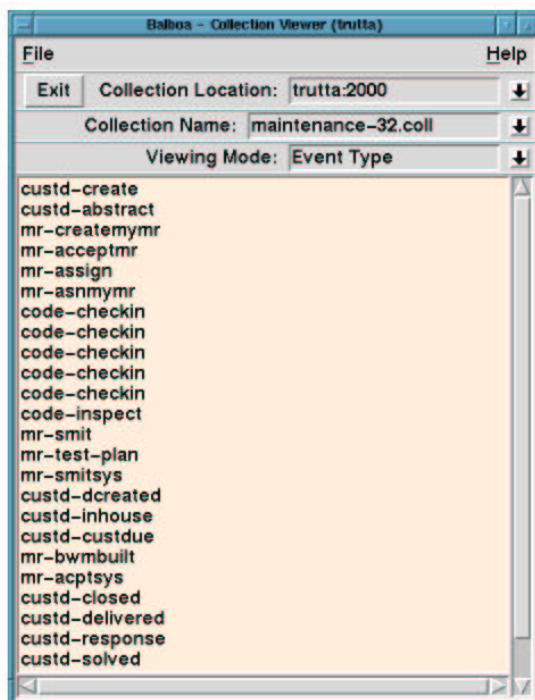 Balboa - Collection Viewer (trutta)
File Help
Exit Collection Location: trutta:2000
Collection Name: maintenance-32.coll
Viewing Mode: Event Type
custd-create
custd-abstract
mr-createmymr
mr-acceptmr
mr-assign
mr-asnmymr
code-checkin
code-checkin
code-checkin
code-checkin
code-checkin
code-inspect
mr-smit
mr-test-plan
mr-smitsys
custd-dcreated
custd-inhouse
custd-custdue
mr-bwmbuilt
mr-acptsys
custd-closed
custd-delivered
custd-response
custd-solved